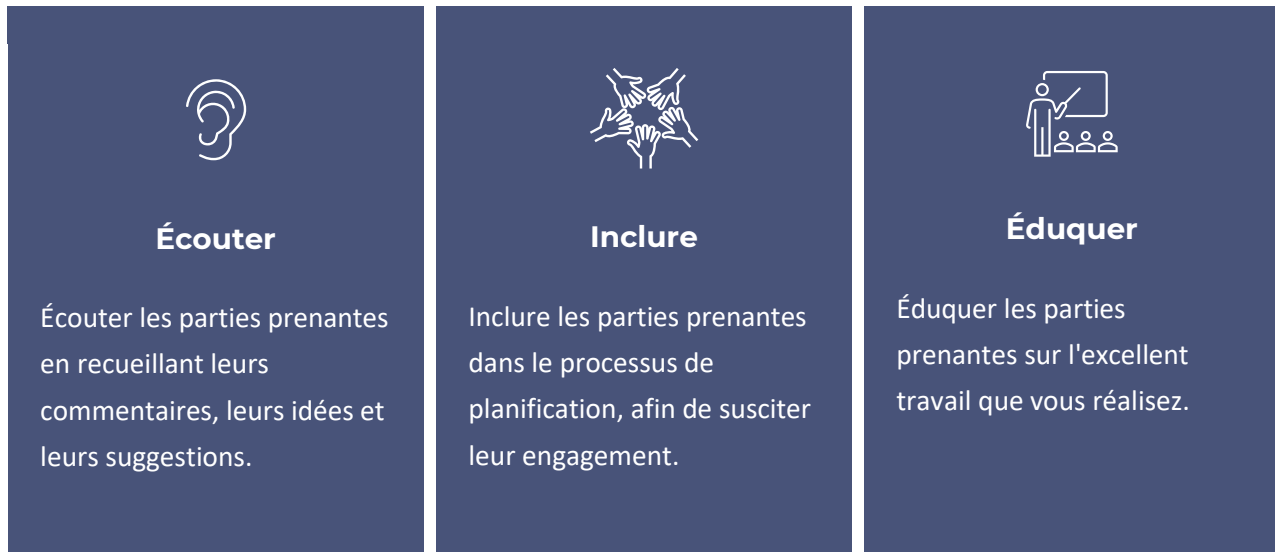 Écouter
Écouter les parties prenantes
en recueillant leurs
commentaires, leurs idées et
leurs suggestions.
Inclure
Inclure les parties prenantes
dans le processus de
planification, afin de susciter
leur engagement.
Éduquer
Éduquer les parties
prenantes sur l'excellent
travail que vous réalisez.